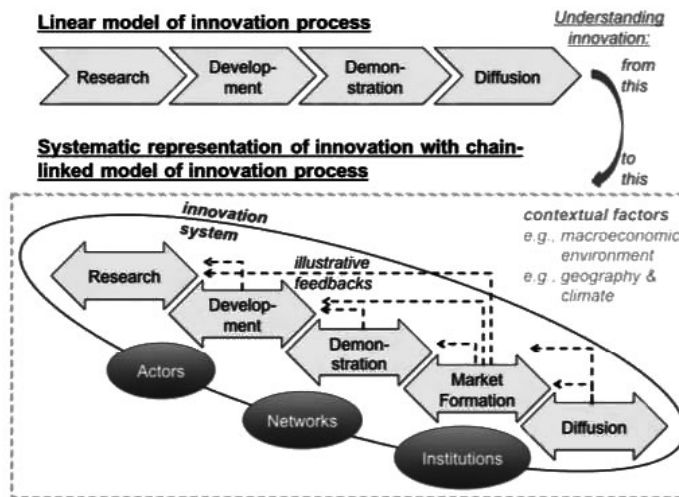 Linear model of innovation process
Understanding
innovation:
from
this
Research
Develop-
ment
Demon-
stration
Diffusion
Systematic representation of innovation with chain-
linked model of innovation process
to
this
innovation
system
contextual factors
e.g., macroeconomic
environment
e.g., geography &
climate
Research
illustrative
feedbacks
Develop-
ment
Demon-
stration
Market
Formation
Diffusion
Actors
Networks
Institutions